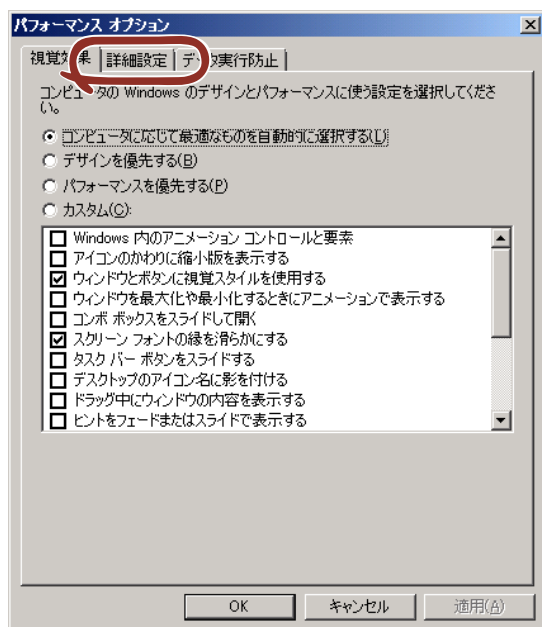 パフォーマンス オプション
視覚効果 詳細設定 データ実行防止
コンピュータの Windows のデザインとパフォーマンスに使う設定を選択してくださ
い。
コンピュータに応じて最適なものを自動的に選択する(L)
デザインを優先する(B)
パフォーマンスを優先する(P)
カスタム(C):
Windows 内のアニメーション コントロールと要素
アイコンのかわりに縮小版を表示する
ウィンドウとボタンに視覚スタイルを使用する
ウィンドウを最大化や最小化するときにアニメーションで表示する
コンボ ボックスをスライドして開く
スクリーン フォントの縁を滑らかにする
タスク バー ボタンをスライドする
デスクトップのアイコン名に影を付ける
ドラッグ中にウィンドウの内容を表示する
ヒントをフェードまたはスライドで表示する
OK キャンセル 適用(A)